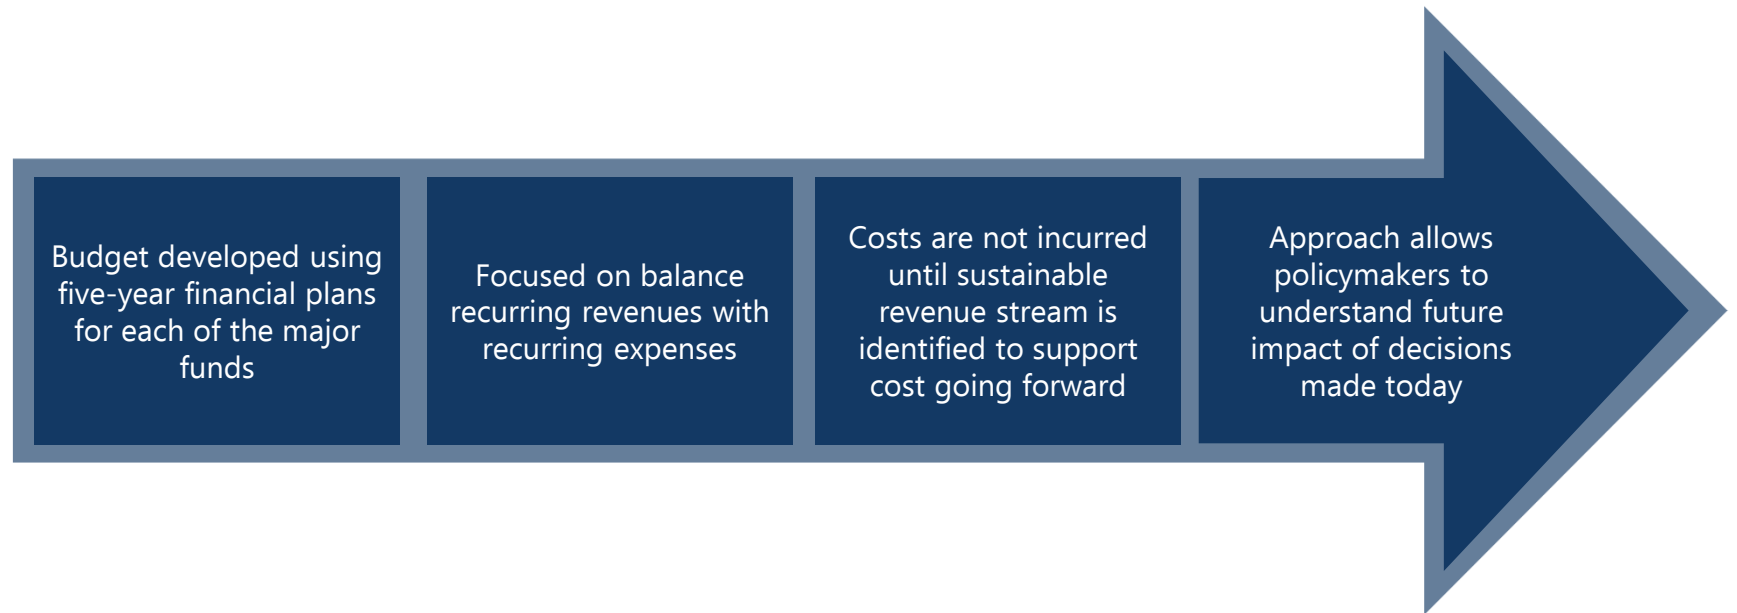 Budget developed using
five-year financial plans
for each of the major
funds
Focused on balance
recurring revenues with
recurring expenses
Costs are not incurred
until sustainable
revenue stream is
identified to support
cost going forward
Approach allows
policymakers to
understand future
impact of decisions
made today